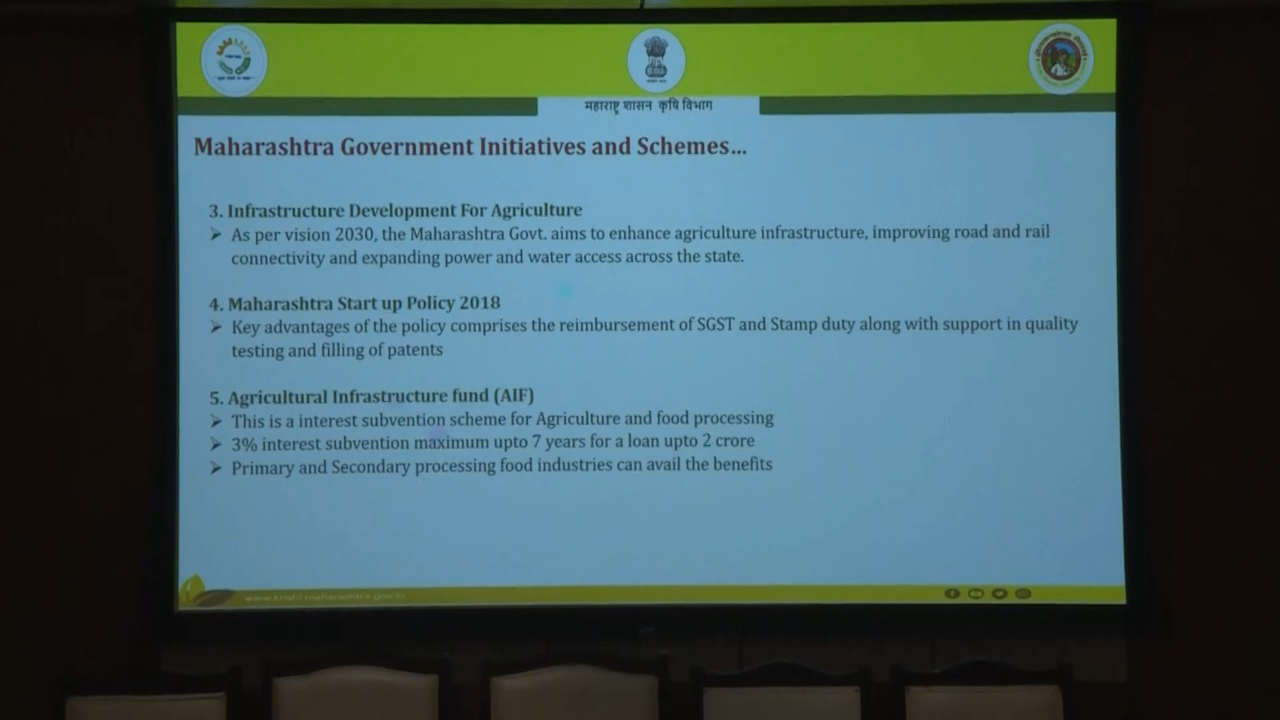 महाराष्ट्र शासन कृषि विभाग
Maharashtra Government Initiatives and Schemes...
3. Infrastructure Development For Agriculture
➢ As per vision 2030, the Maharashtra Govt. aims to enhance agriculture infrastructure, improving road and rail
connectivity and expanding power and water access across the state.
4. Maharashtra Start up Policy 2018
➢ Key advantages of the policy comprises the reimbursement of SGST and Stamp duty along with support in quality
testing and filling of patents
5. Agricultural Infrastructure fund (AIF)
➢ This is a interest subvention scheme for Agriculture and food processing
➢ 3% interest subvention maximum upto 7 years for a loan upto 2 crore
➢ Primary and Secondary processing food industries can avail the benefits